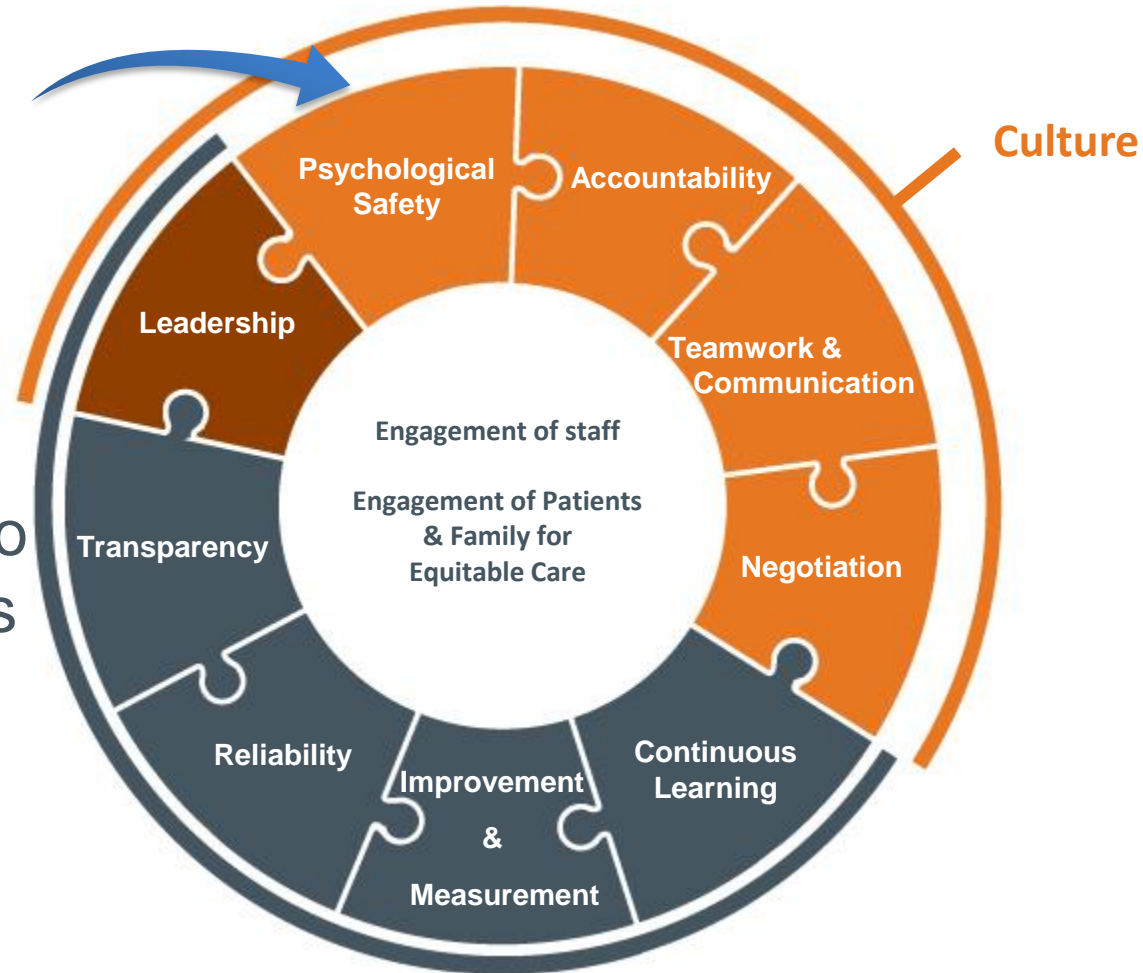 Culture
Psychological
Safety
Accountability
Leadership
Teamwork &
Communication
Engagement of staff
Engagement of Patients
& Family for
Equitable Care
Transparency
Negotiation
Reliability
Improvement
&
Measurement
Continuous
Learning